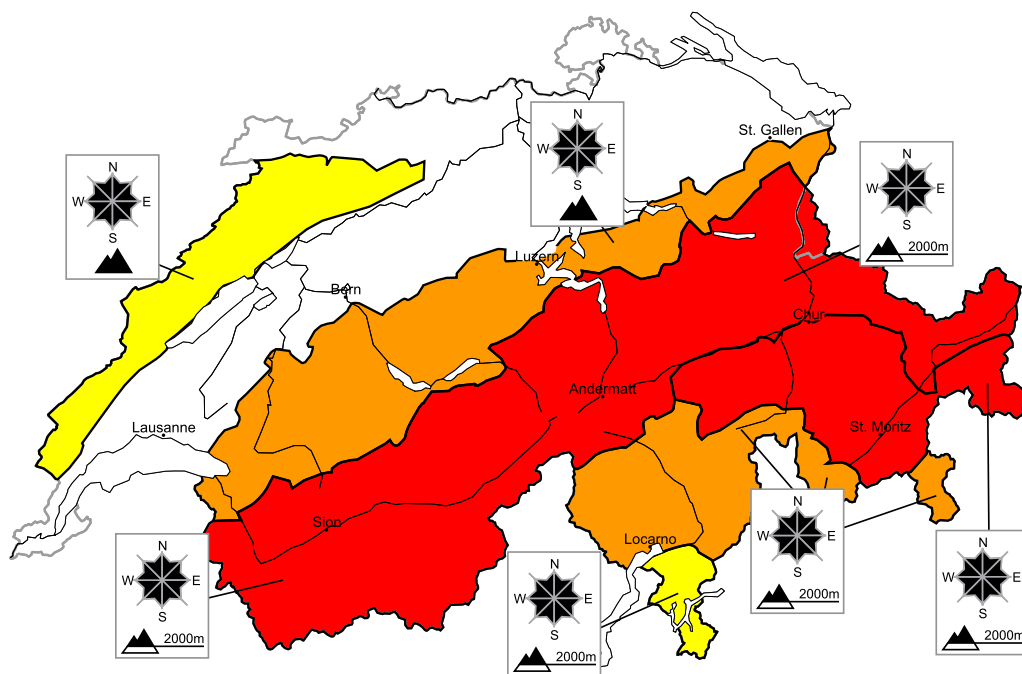 St. Gallen
N
W E
S
N
W E
S
2000m
N
W E
S
Luzern
Bern
Chur
Andermatt
Lausanne
St. Moritz
Sion
Locarno
N
W E
S
2000m
N
W E
S
2000m
N
W E
S
2000m
N
W E
S
2000m